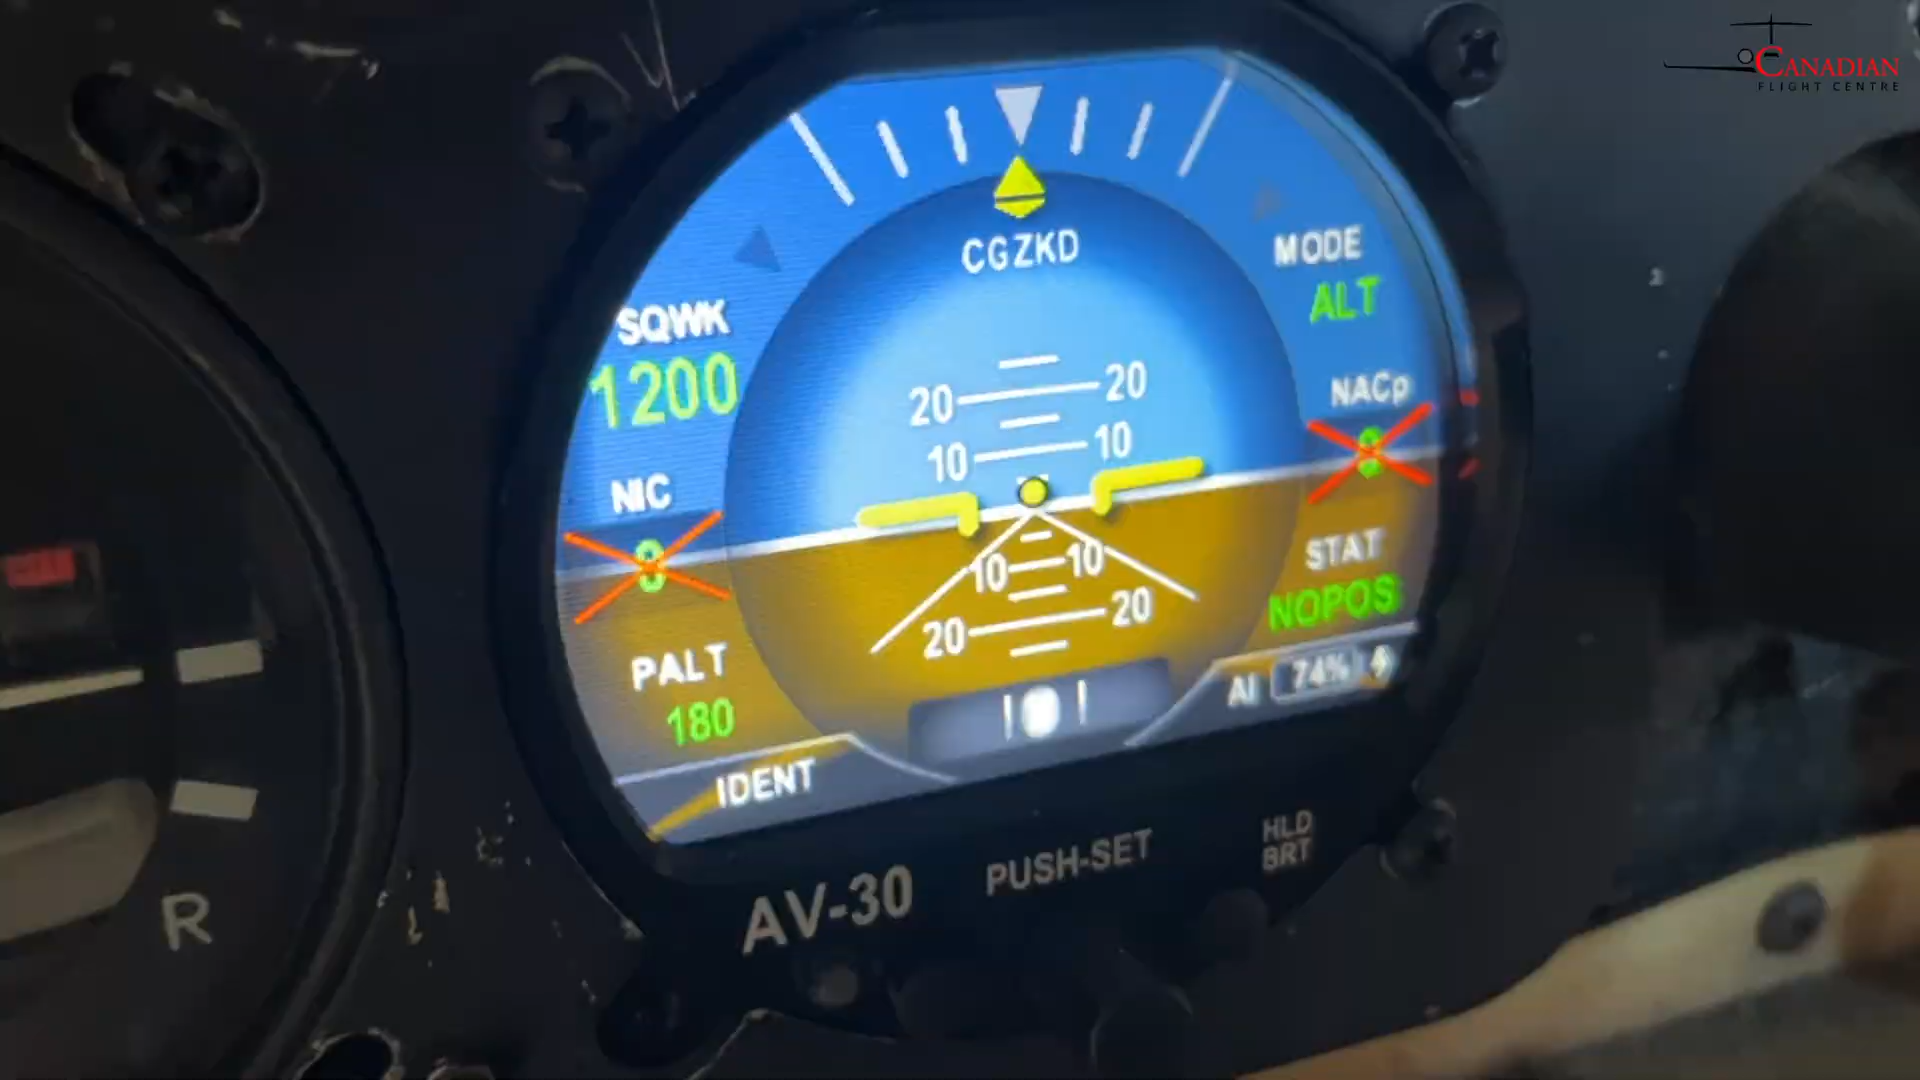 CANADIAN
FLIGHT CENTRE
CGZKD
MODE
ALT
SQWK
1200
NACp
20 20
10 10
NIC
STAT
NOPOS
10 10
20 20
PALT
180
AI 74%
IDENT
AV-30
PUSH-SET
HLD
BRT
R